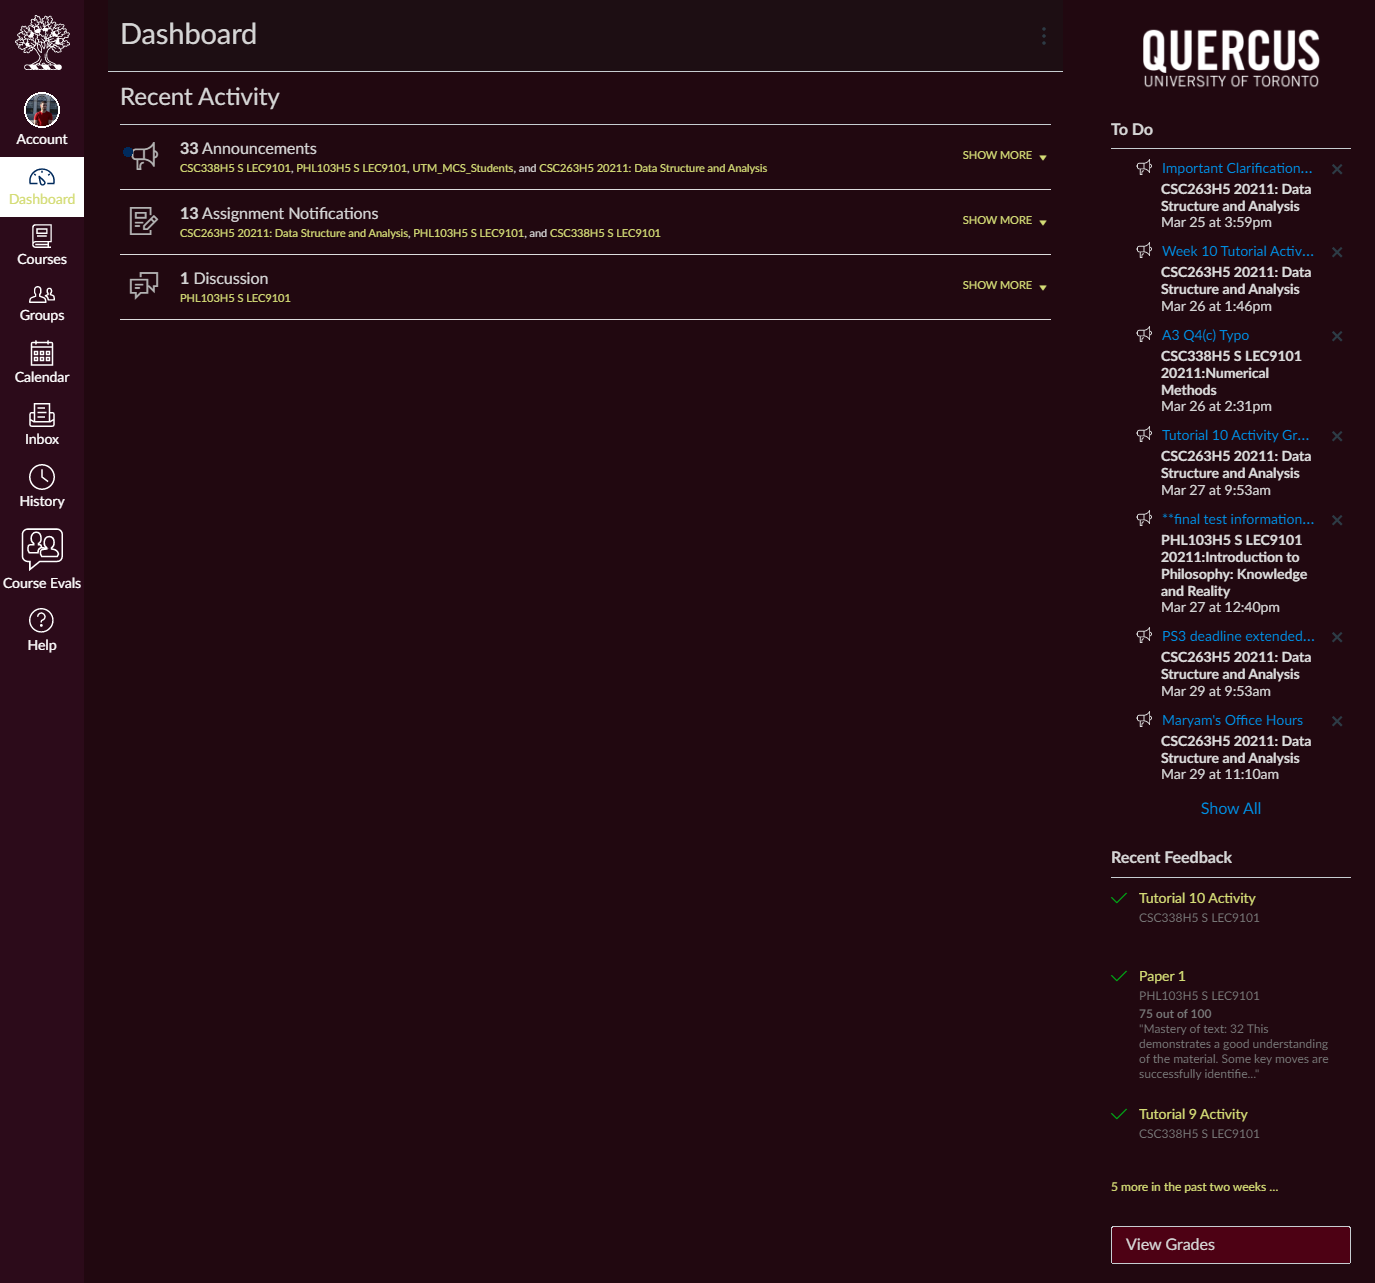 Account
Dashboard
Courses
Groups
Calendar
Inbox
History
Course Evals
Help
Dashboard
Recent Activity
33 Announcements
CSC338H5 S LEC9101, PHL103H5 S LEC9101, UTM_MCS_Students, and CSC263H5 20211: Data Structure and Analysis
SHOW MORE
13 Assignment Notifications
CSC263H5 20211: Data Structure and Analysis, PHL103H5 S LEC9101, and CSC338H5 S LEC9101
SHOW MORE
1 Discussion
PHL103H5 S LEC9101
SHOW MORE
QUERCUS
UNIVERSITY OF TORONTO
To Do
Important Clarification...
CSC263H5 20211: Data
Structure and Analysis
Mar 25 at 3:59pm
Week 10 Tutorial Activ...
CSC263H5 20211: Data
Structure and Analysis
Mar 26 at 1:46pm
A3 Q4(c) Typo
CSC338H5 S LEC9101
20211:Numerical
Methods
Mar 26 at 2:31pm
Tutorial 10 Activity Gr...
CSC263H5 20211: Data
Structure and Analysis
Mar 27 at 9:53am
**final test information...
PHL103H5 S LEC9101
20211:Introduction to
Philosophy: Knowledge
and Reality
Mar 27 at 12:40pm
PS3 deadline extended...
CSC263H5 20211: Data
Structure and Analysis
Mar 29 at 9:53am
Maryam's Office Hours
CSC263H5 20211: Data
Structure and Analysis
Mar 29 at 11:10am
Show All
Recent Feedback
Tutorial 10 Activity
CSC338H5 S LEC9101
Paper 1
PHL103H5 S LEC9101
75 out of 100
"Mastery of text: 32 This
demonstrates a good understanding
of the material. Some key moves are
successfully identifie..."
Tutorial 9 Activity
CSC338H5 S LEC9101
5 more in the past two weeks ...
View Grades